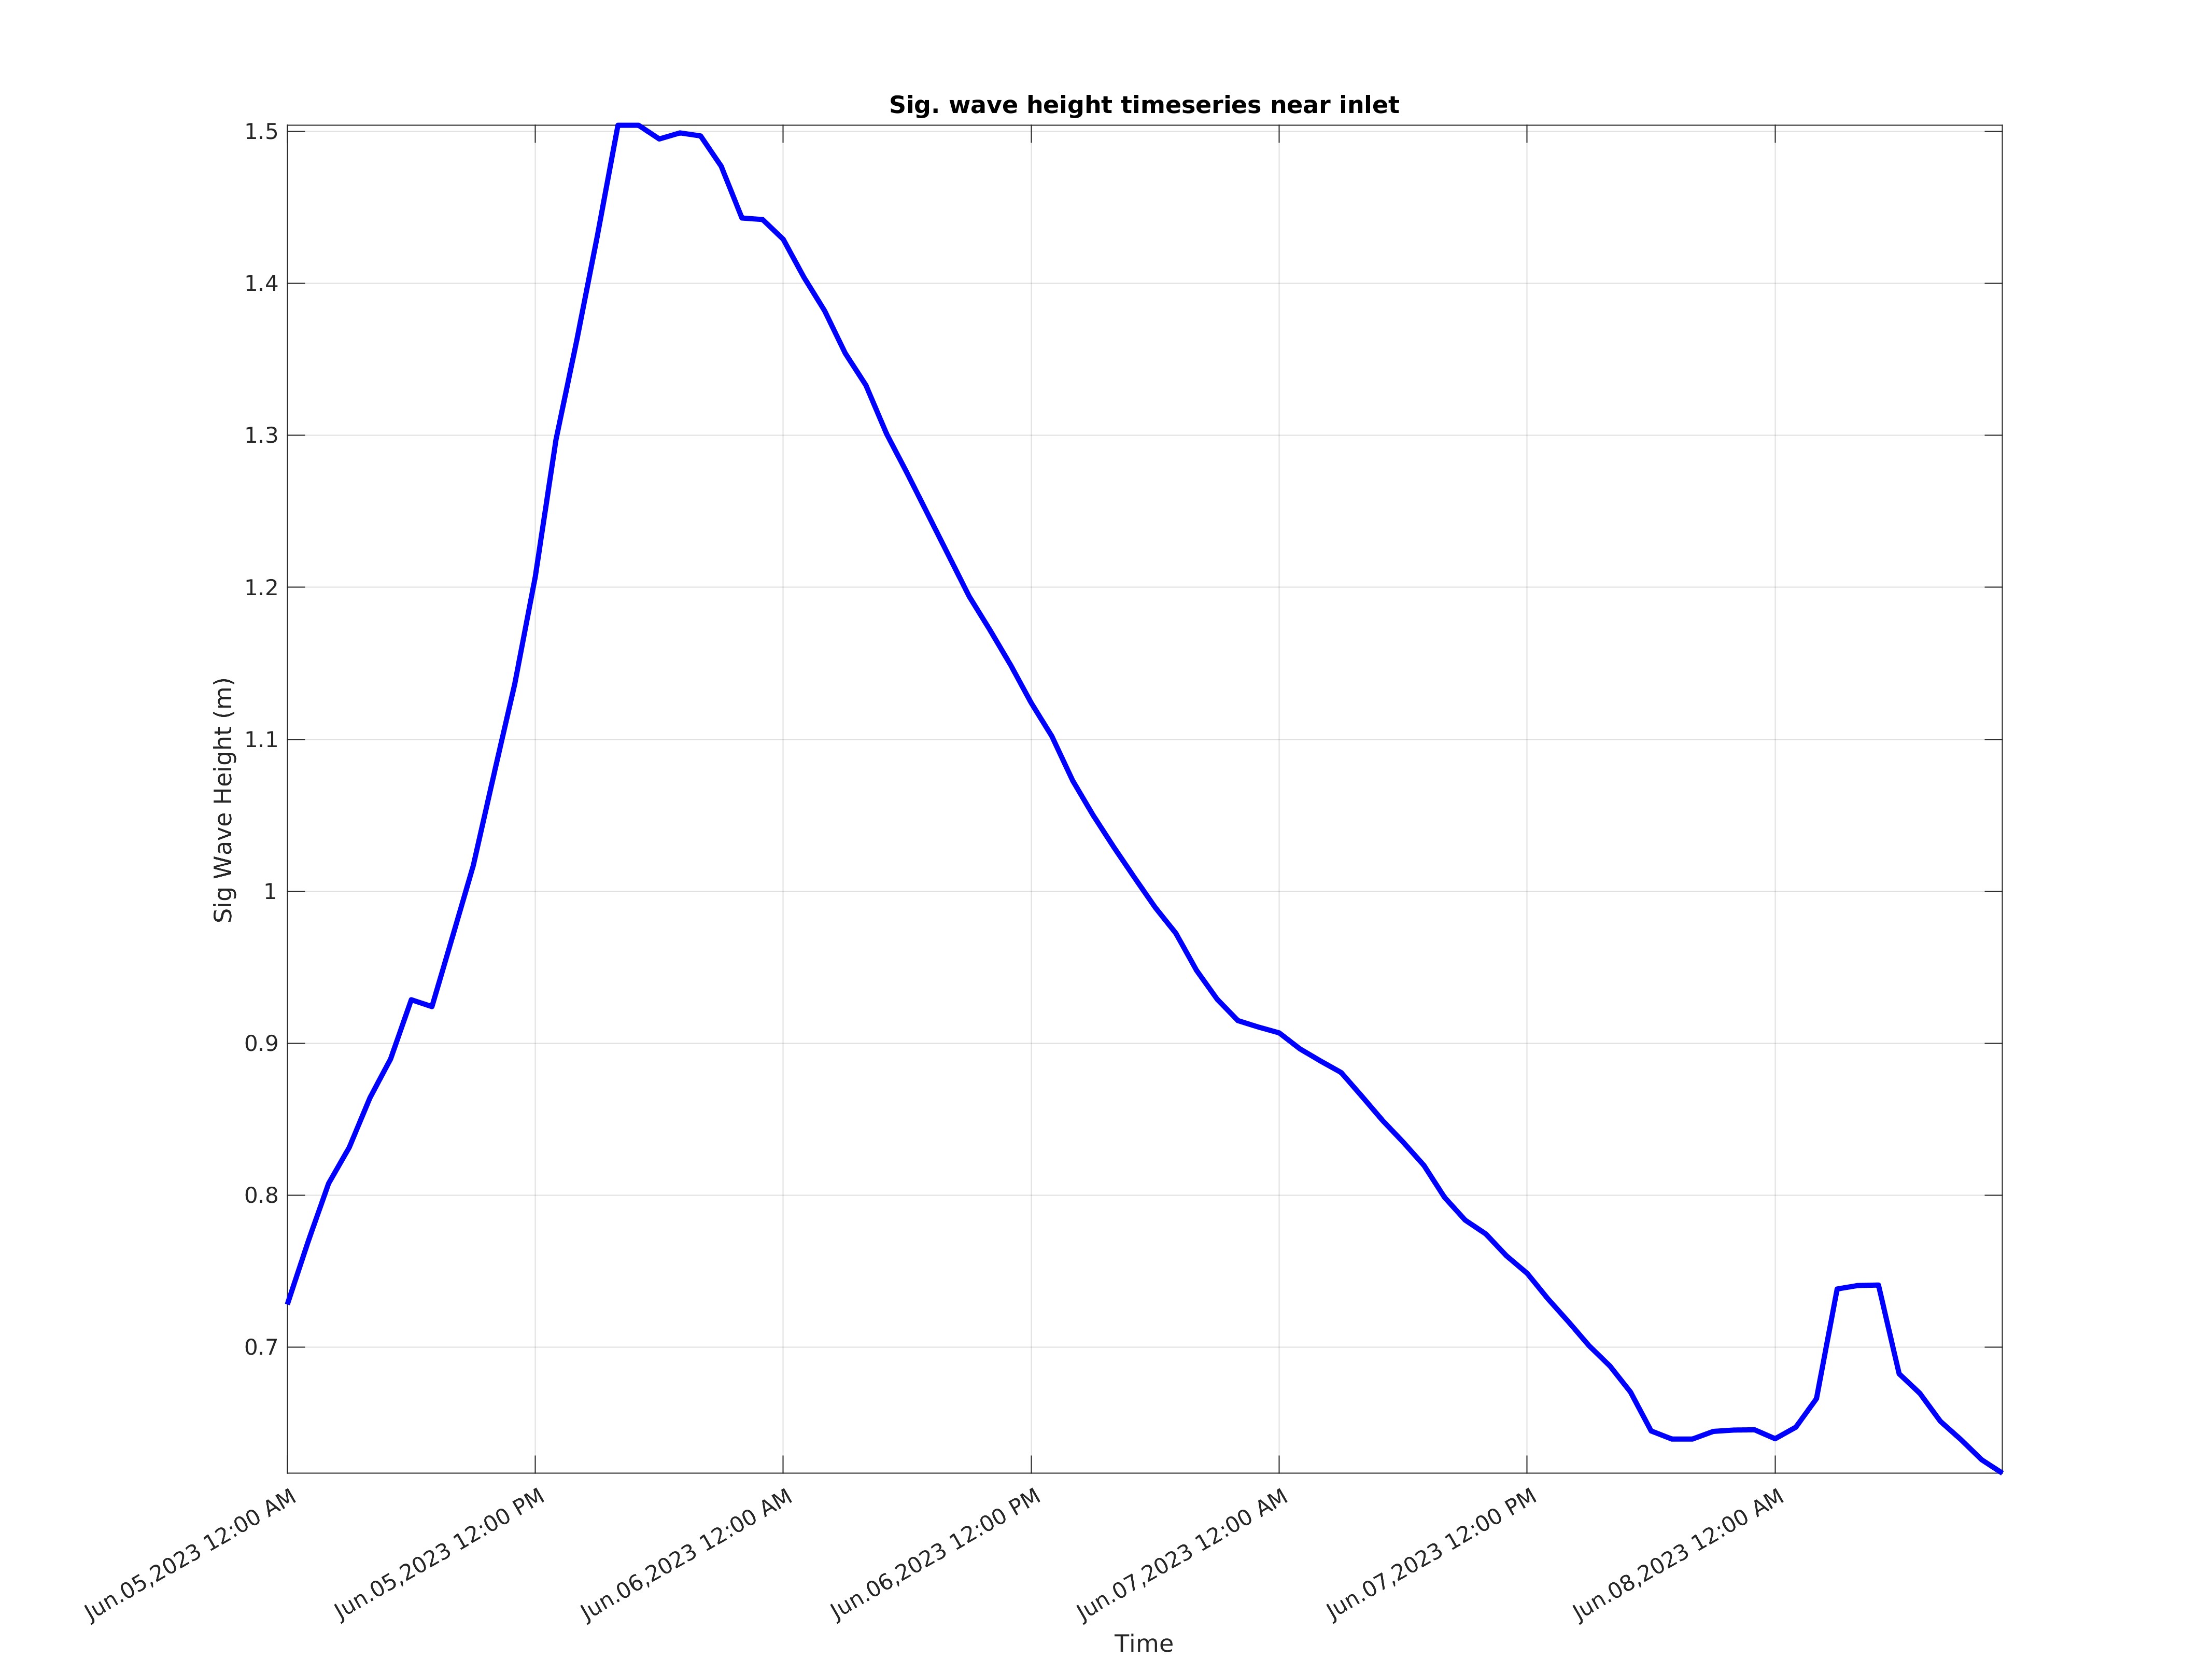 Sig. wave height timeseries near inlet
1.5
1.4
1.3
1.2
1.1
1
0.9
0.8
0.7
Sig Wave Height (m)
Jun.05,2023 12:00 AM
Jun.05,2023 12:00 PM
Jun.06,2023 12:00 AM
Jun.06,2023 12:00 PM
Jun.07,2023 12:00 AM
Jun.07,2023 12:00 PM
Jun.08,2023 12:00 AM
Time